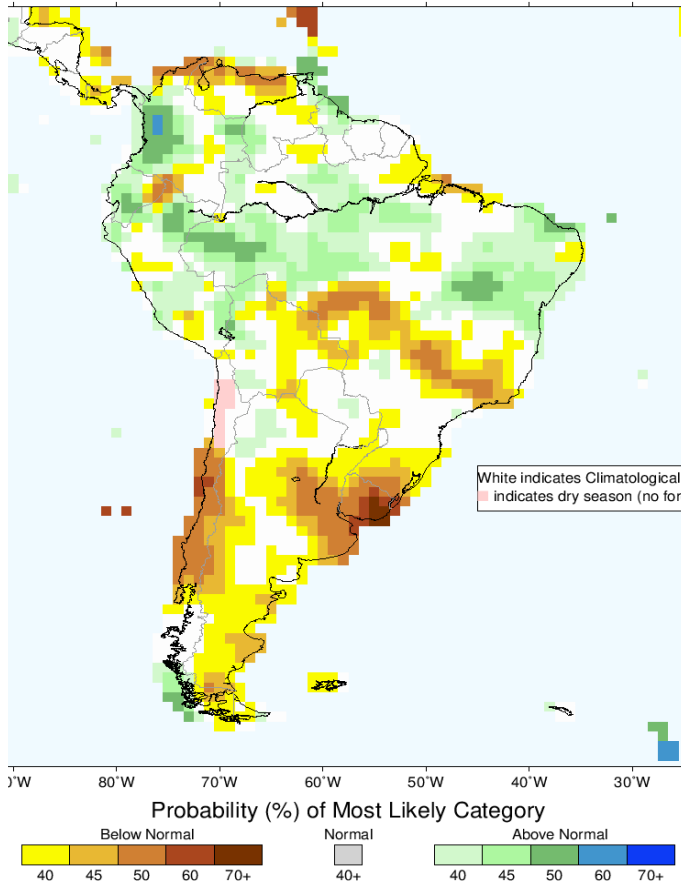 White indicates Climatological
indicates dry season (no for
0°W 80°W 70°W 60°W 50°W 40°W 30°W
Probability (%) of Most Likely Category
Below Normal Normal Above Normal
40 45 50 60 70+ 40+ 40 45 50 60 70+